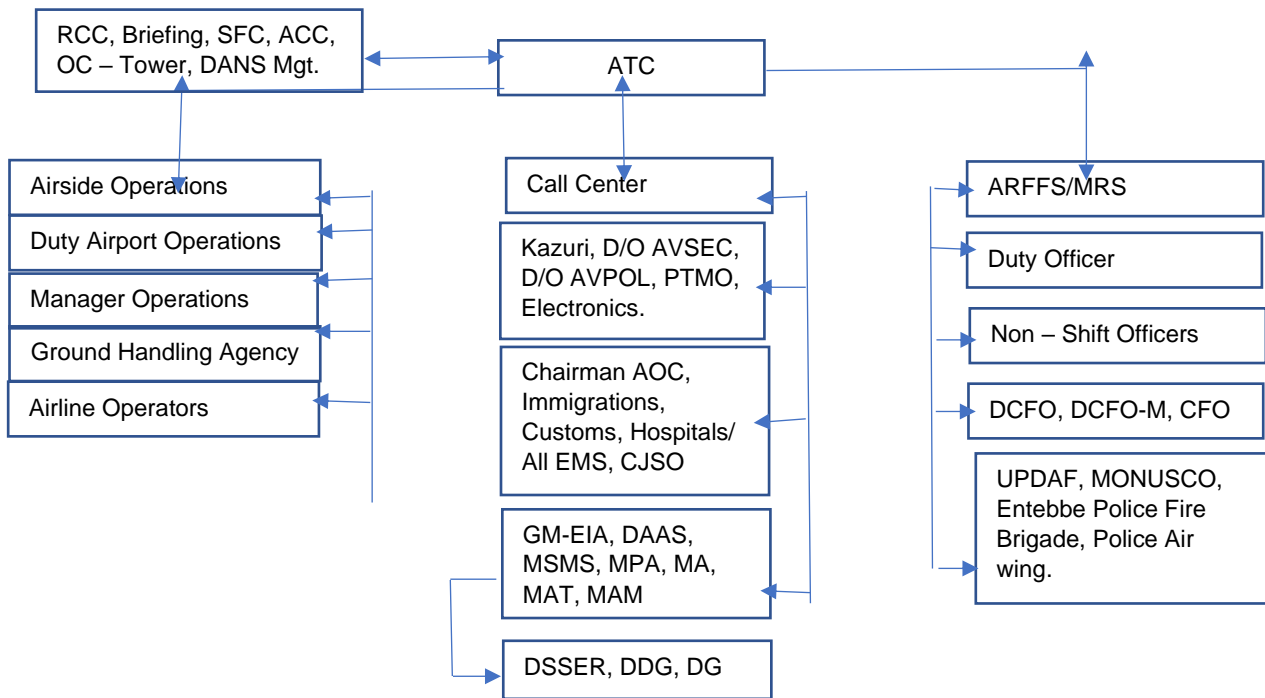 RCC, Briefing, SFC, ACC,
OC – Tower, DANS Mgt.
ATC
Airside Operations
Duty Airport Operations
Manager Operations
Ground Handling Agency
Airline Operators
Call Center
Kazuri, D/O AVSEC,
D/O AVPOL, PTMO,
Electronics.
Chairman AOC,
Immigrations,
Customs, Hospitals/
All EMS, CJSO
GM-EIA, DAAS,
MSMS, MPA, MA,
MAT, MAM
DSSER, DDG, DG
ARFFS/MRS
Duty Officer
Non – Shift Officers
DCFO, DCFO-M, CFO
UPDAF, MONUSCO,
Entebbe Police Fire
Brigade, Police Air
wing.